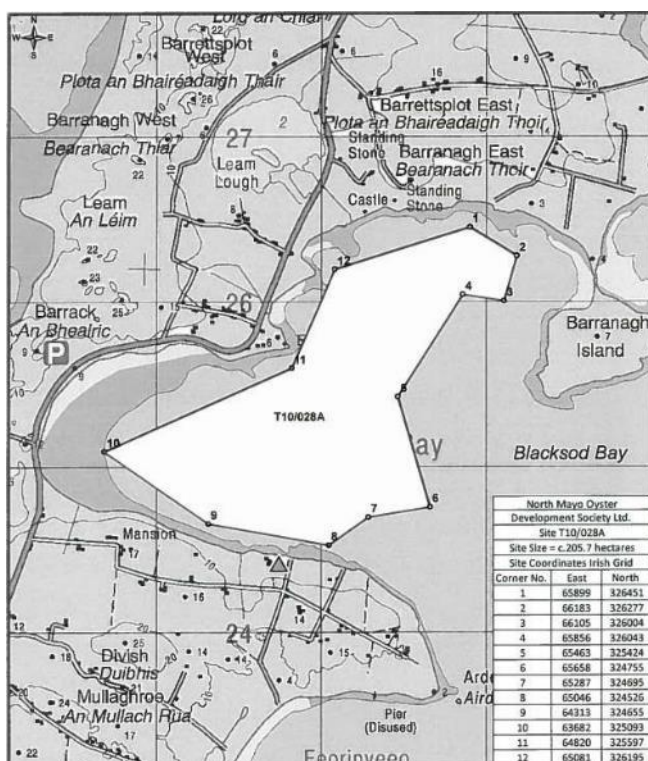 N
W E
S
Barrettsplot
West
Plota an Bhaireadaigh Thair
Barranagh West
Bearanach Thiar
27
Leam
Lough
Leam
An Léim
Barrack
An Bhealric
26
P
Barrettsplot East
Plota an Bhaireadaigh Thoir
Standing
Stone
Barranagh East
Bearanach Thoir
Castle
Standing
Stone
Barranagh
Island
T10/028A
Blacksod Bay
Mansion
24
Divish
Duibhis
Mullaghroe
An Mullach Rua
Pier
(Disused)
1
2
3
4
6
7
8
9
10
11
12
North Mayo Oyster
Development Society Ltd.
Site T10/028A
Site Size = c.205.7 hectares
Site Coordinates Irish Grid
Corner No. East North
1 65899 326451
2 66183 326277
3 66105 326004
4 65856 326043
5 65463 325424
6 65658 324755
7 65287 324695
8 65046 324526
9 64313 324655
10 63682 325093
11 64820 325597
12 65081 326195